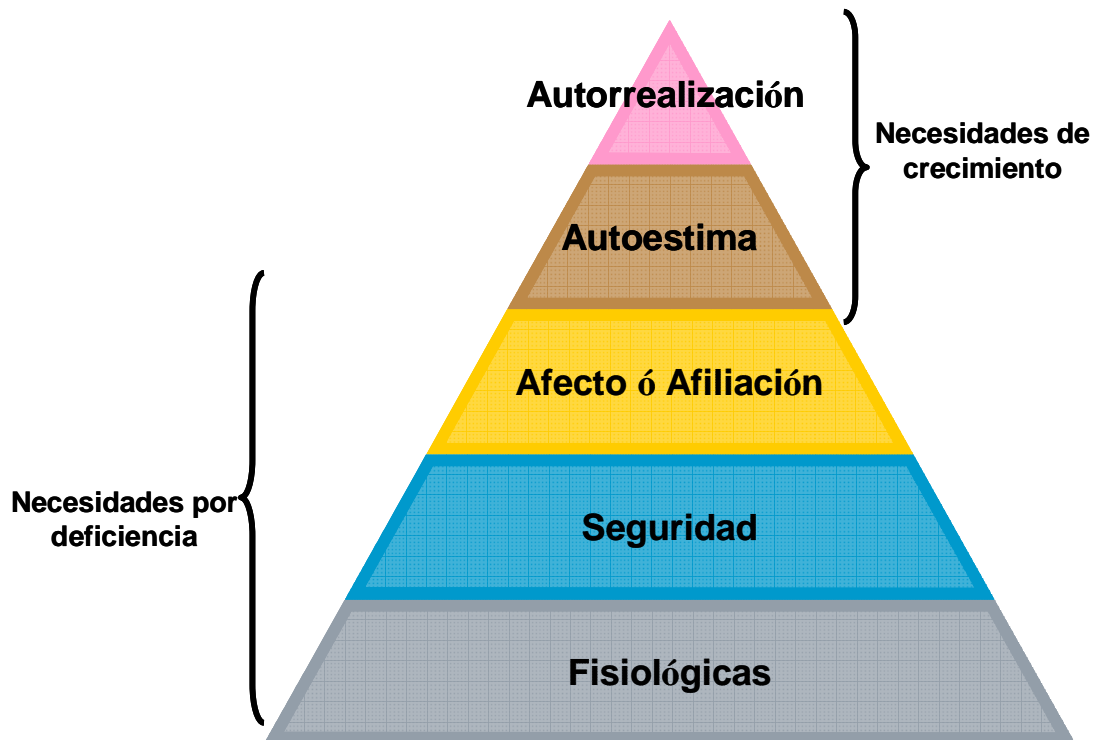 Autorrealización
Necesidades de
crecimiento
Autoestima
Afecto ó Afiliación
Necesidades por
deficiencia
Seguridad
Fisiológicas